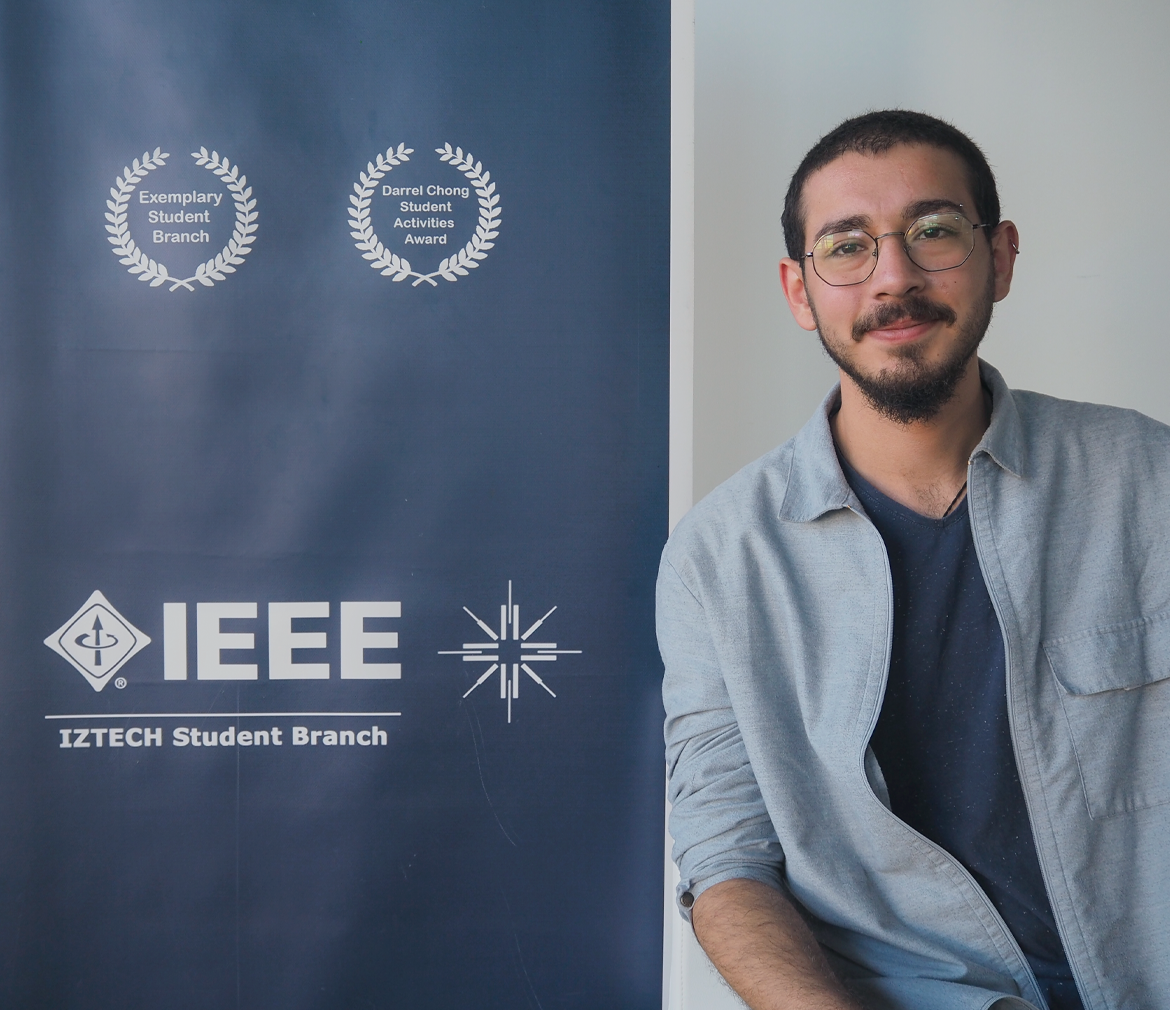 Exemplary
Student
Branch
Darrel Chong
Student
Activities
Award
IEEE
®
IZTECH Student Branch